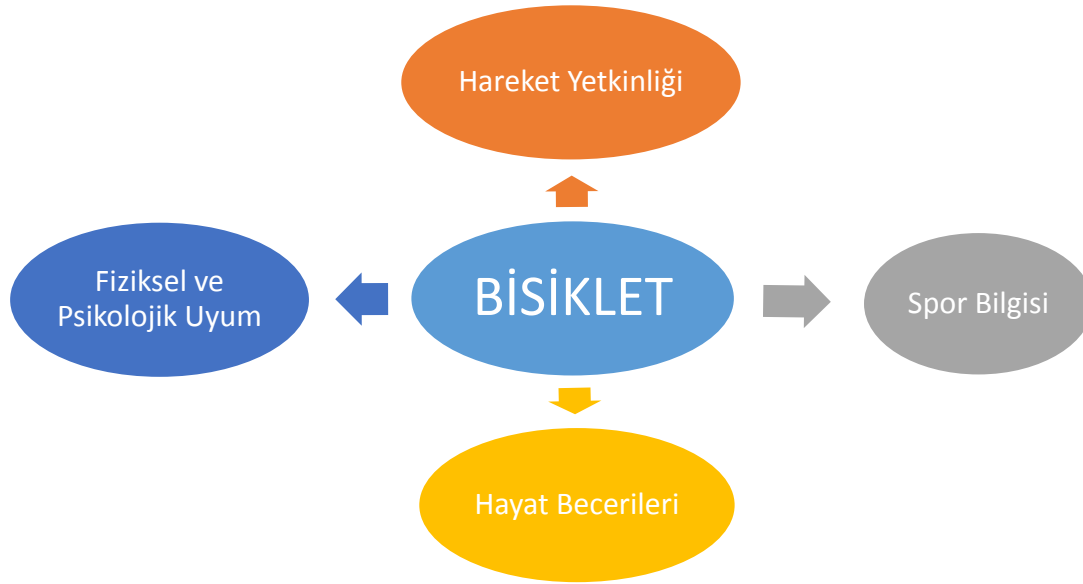 Hareket Yetkinliği
Fiziksel ve
Psikolojik Uyum
BİSİKLET
Spor Bilgisi
Hayat Becerileri